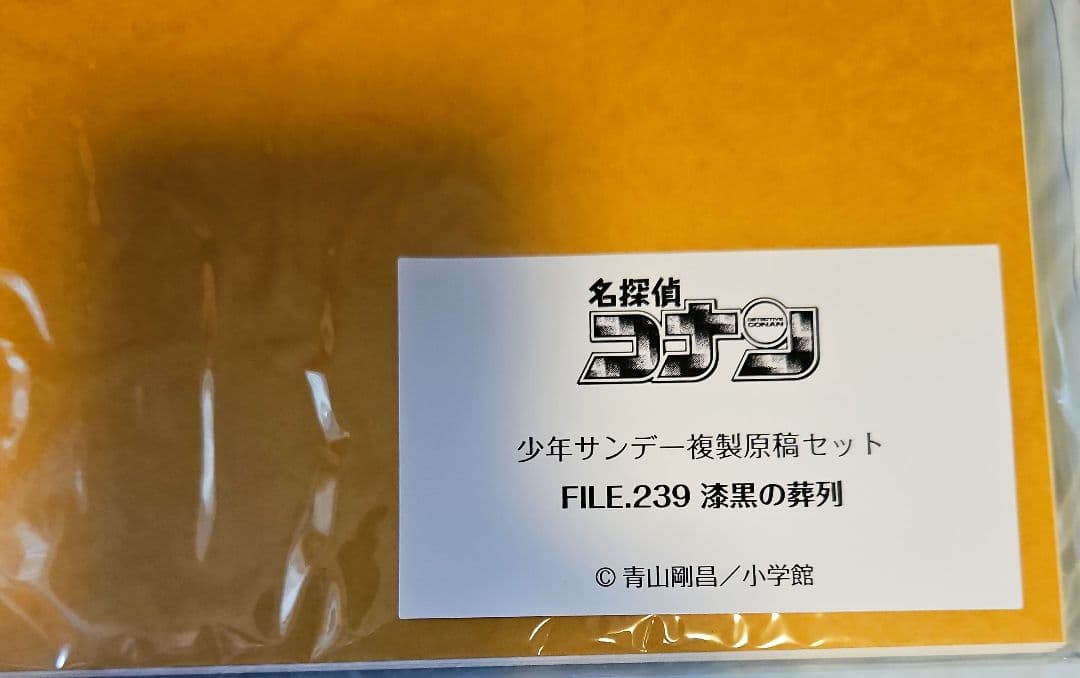 名探偵
コナン
DETECTIVE
CONAN
少年サンデー複製原稿セット
FILE.239 漆黒の葬列
© 青山剛昌／小学館